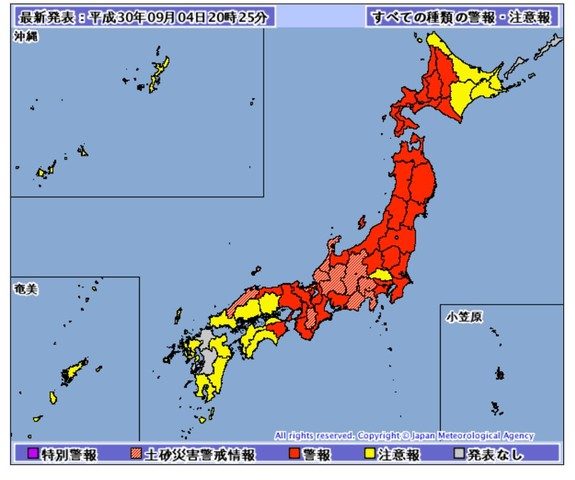 最新発表：平成30年09月04日20時25分
すべての種類の警報・注意報
沖縄
奄美
小笠原
All rights reserved. Copyright © Japan Meteorological Agency
特別警報 土砂災害警戒情報 警報 注意報 発表なし